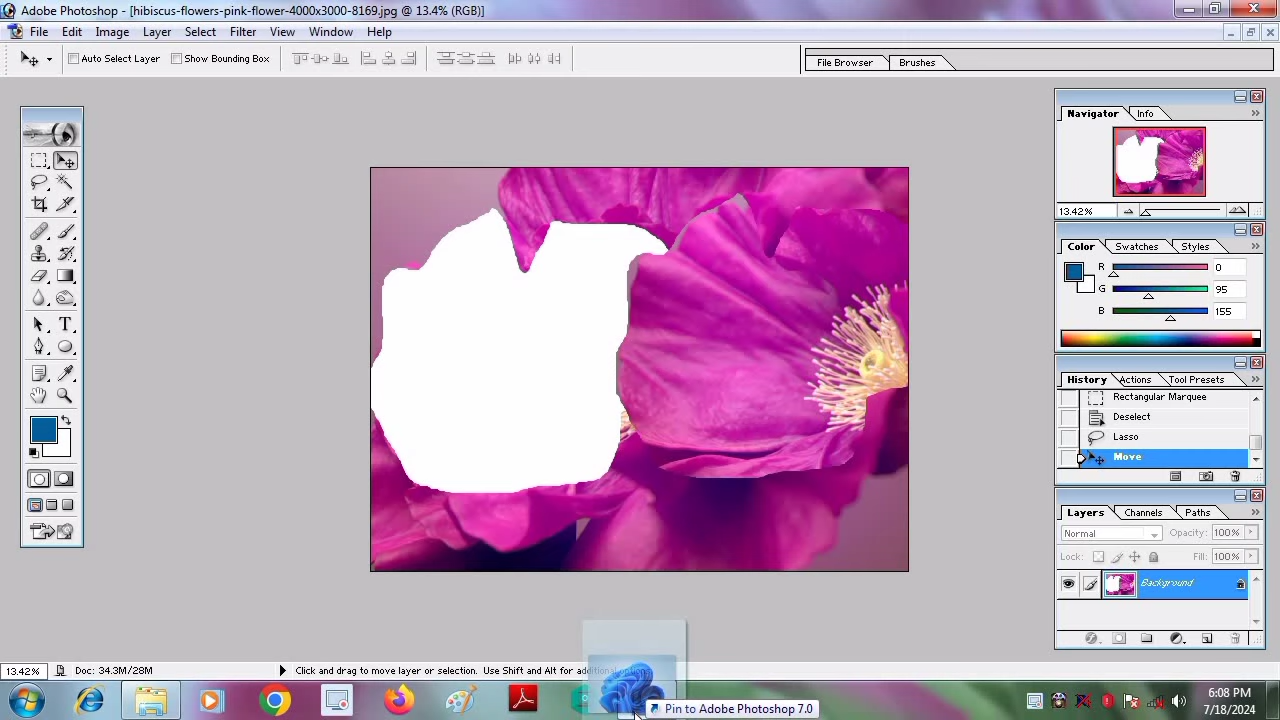 Adobe Photoshop - [hibiscus-flowers-pink-flower-4000x3000-8169.jpg @ 13.4% (RGB)]
File Edit Image Layer Select Filter View Window Help
Auto Select Layer Show Bounding Box
File Browser Brushes
Navigator Info
13.42%
Color Swatches Styles
R 0
G 95
B 155
History Actions Tool Presets
Rectangular Marquee
Deselect
Lasso
Move
Layers Channels Paths
Normal Opacity: 100%
Lock: Fill: 100%
Background
13.42% Doc: 34.3M/28M Click and drag to move layer or selection. Use Shift and Alt for additional options.
Pin to Adobe Photoshop 7.0
6:08 PM
7/18/2024